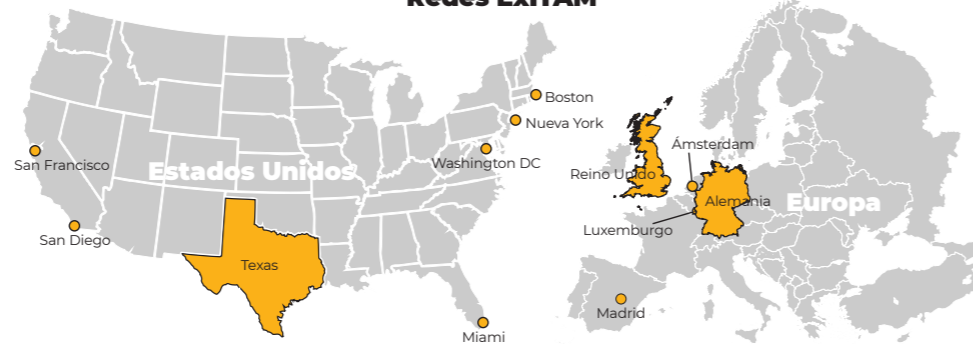 Redes ExITAM
Estados Unidos
Boston
Nueva York
Washington DC
San Francisco
San Diego
Texas
Miami
Europa
Ámsterdam
Reino Unido
Alemania
Luxemburgo
Madrid